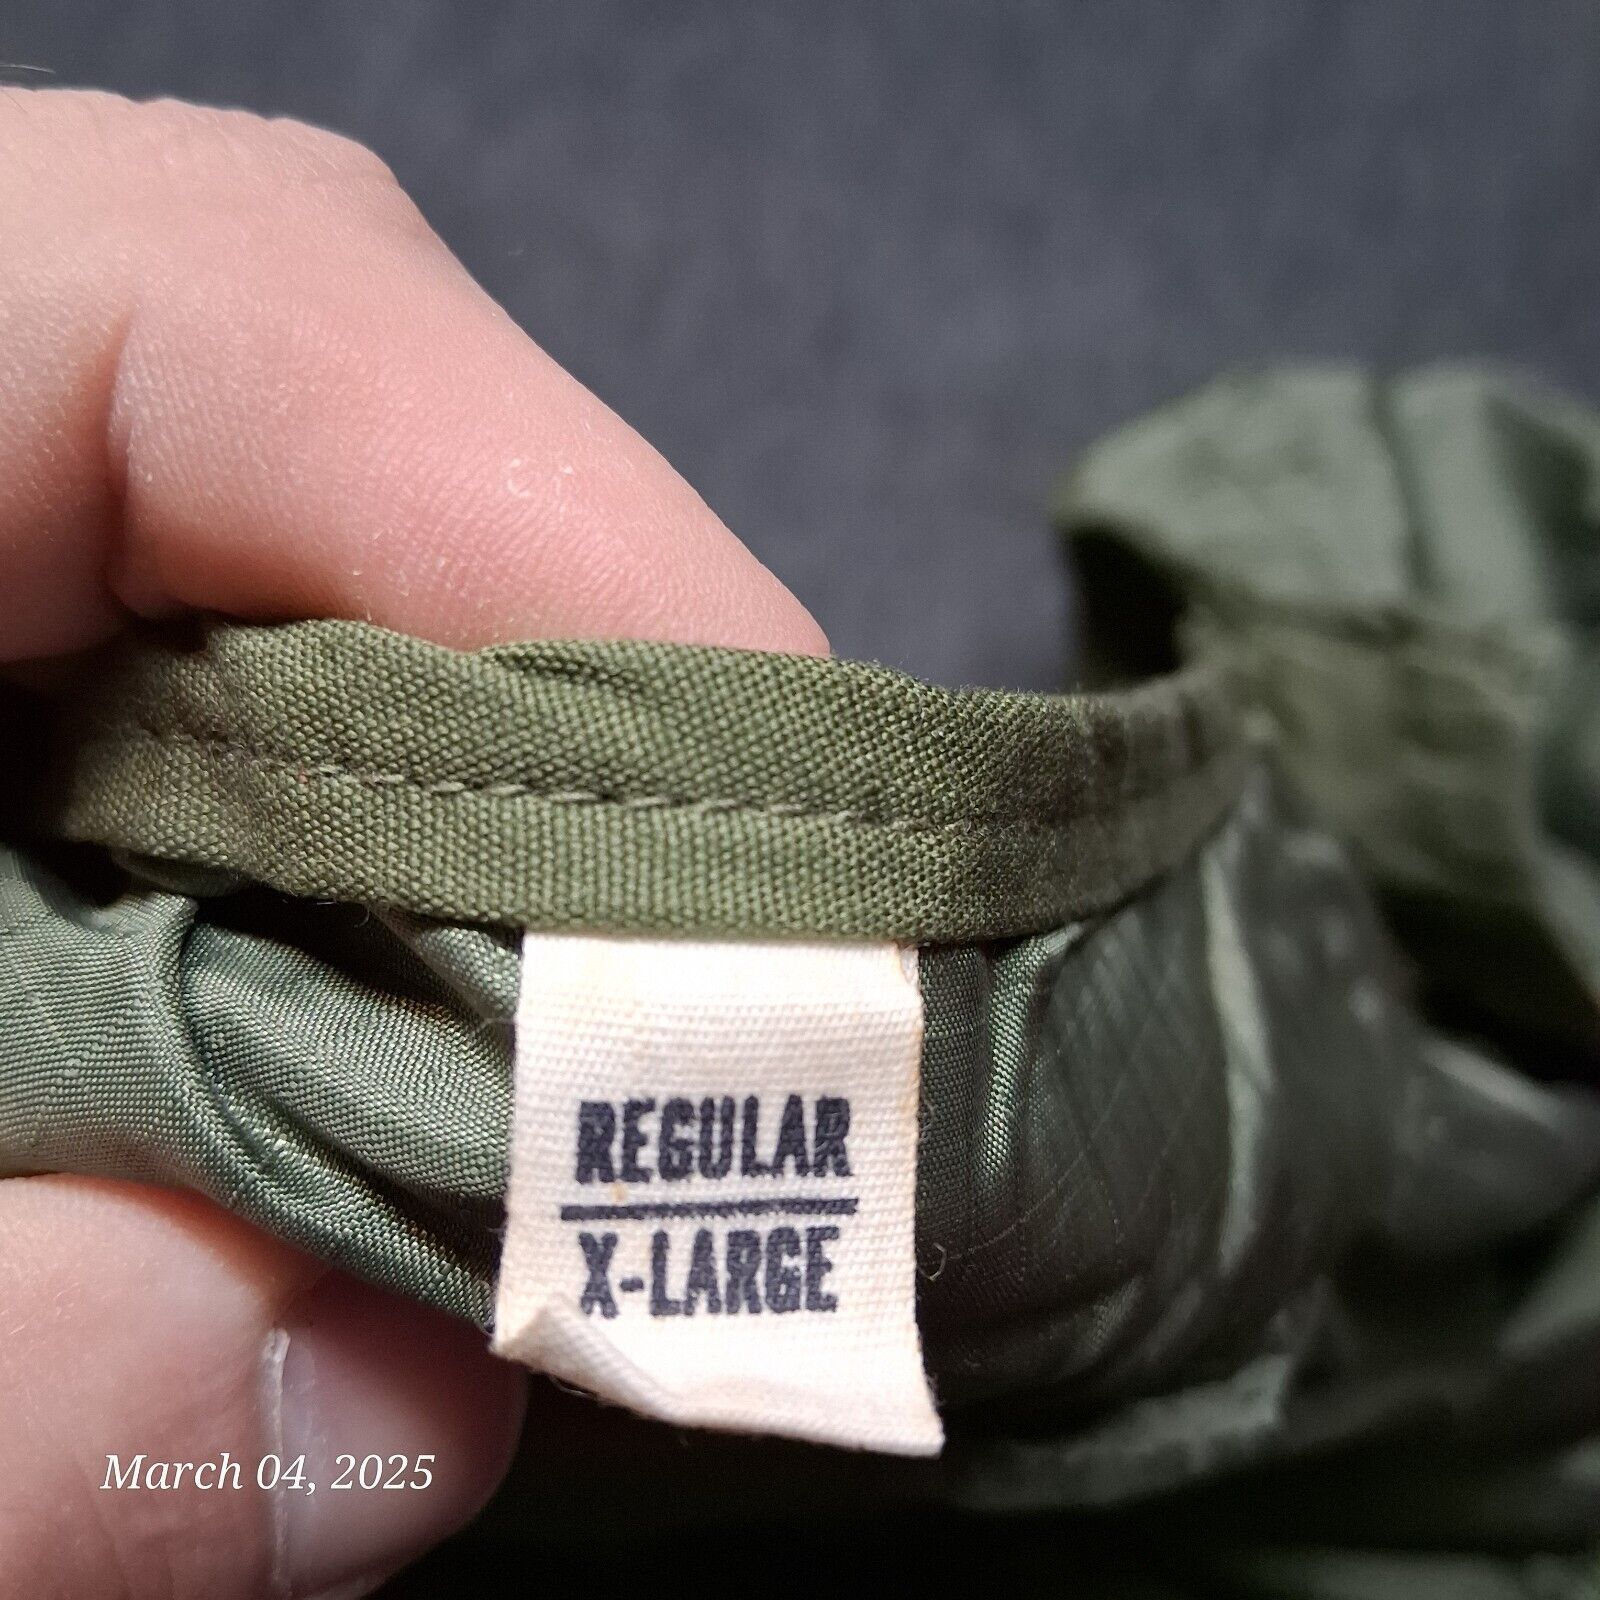 REGULAR
X-LARGE
March 04, 2025